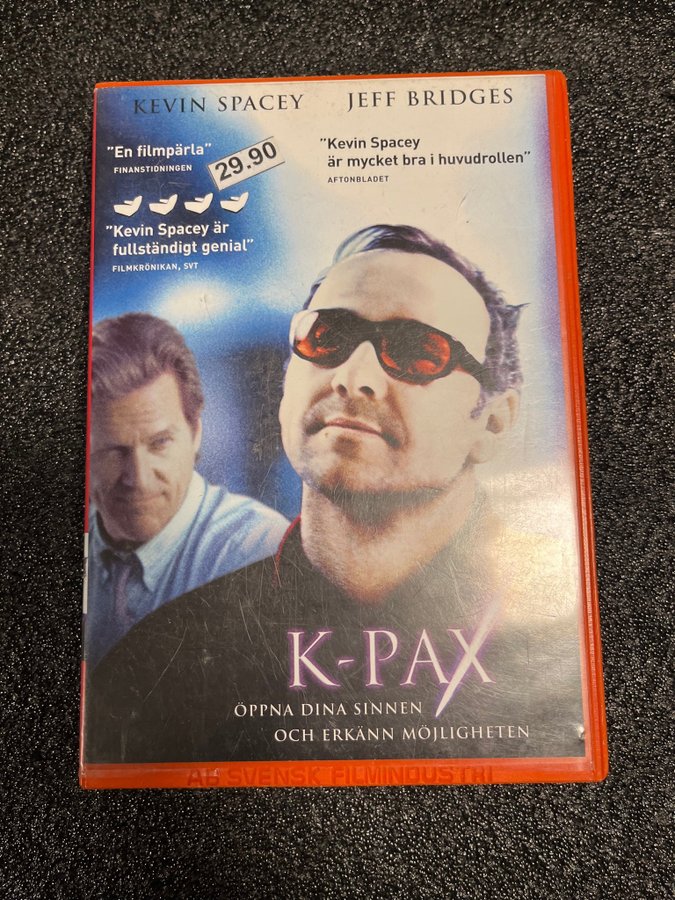 KEVIN SPACEY JEFF BRIDGES
"En filmpärla"
FINANSTIDNINGEN
29.90
"Kevin Spacey är
fullständigt genial"
FILMKRÖNIKAN, SVT
"Kevin Spacey
är mycket bra i huvudrollen"
AFTONBLADET
K-PAX
ÖPPNA DINA SINNEN
OCH ERKÄNN MÖJLIGHETEN
AB SVENSK FILMINDUSTRI